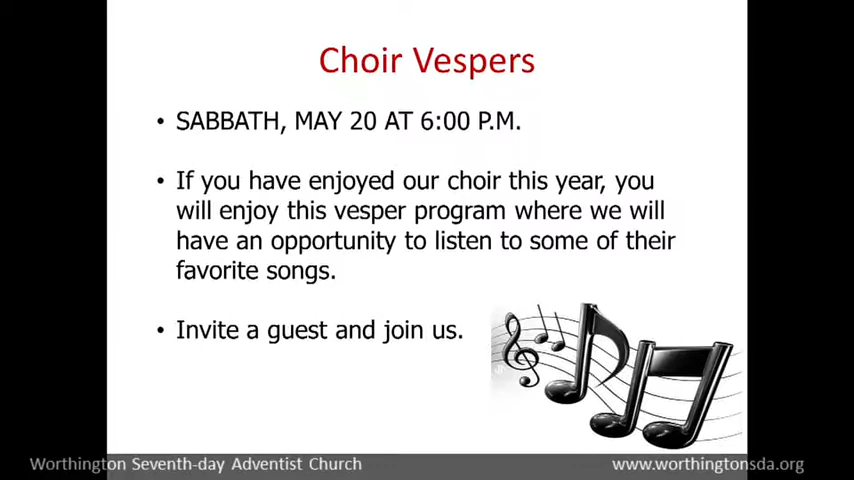 Choir Vespers
• SABBATH, MAY 20 AT 6:00 P.M.
• If you have enjoyed our choir this year, you
will enjoy this vesper program where we will
have an opportunity to listen to some of their
favorite songs.
• Invite a guest and join us.
Worthington Seventh-day Adventist Church
www.worthingtonsda.org